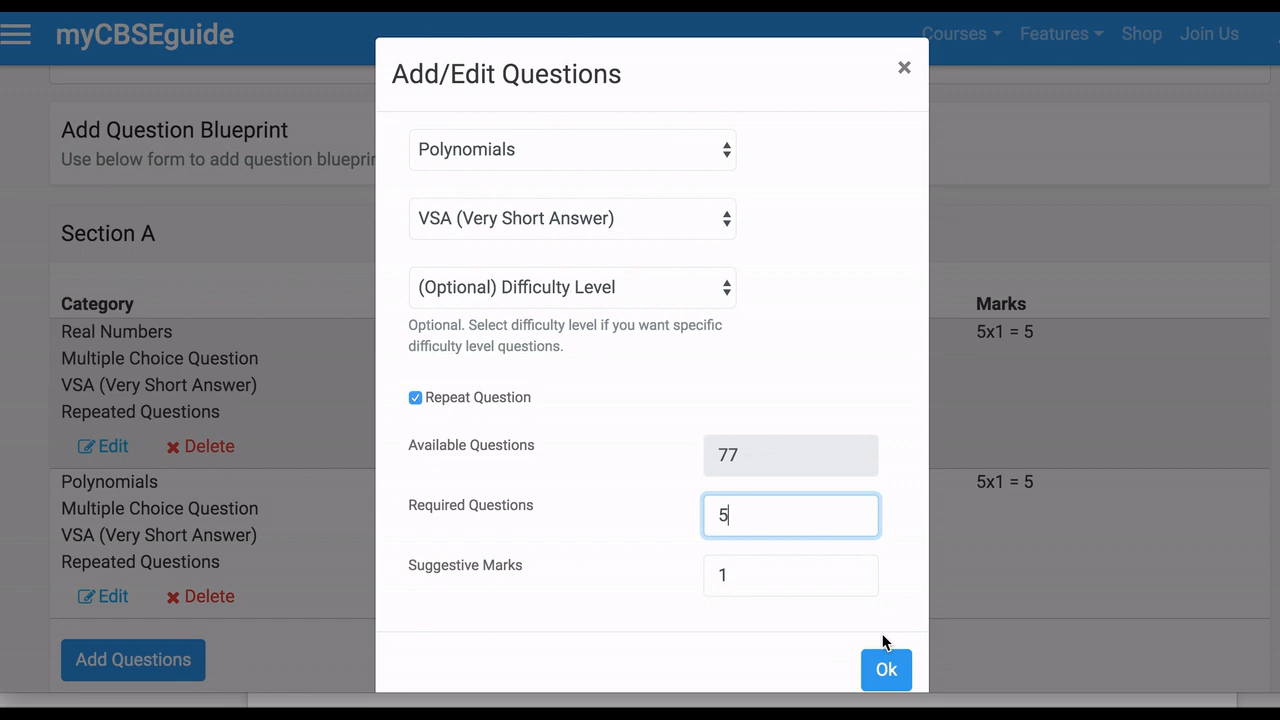 myCBSEguide
Courses Features Shop Join Us
Add/Edit Questions
×
Add Question Blueprint
Use below form to add question blueprin
Polynomials
VSA (Very Short Answer)
Section A
(Optional) Difficulty Level
Optional. Select difficulty level if you want specific
difficulty level questions.
Category
Marks
Real Numbers
5x1 = 5
Multiple Choice Question
VSA (Very Short Answer)
Repeated Questions
Edit Delete
Repeat Question
Available Questions 77
Required Questions 5
Suggestive Marks 1
Polynomials
5x1 = 5
Multiple Choice Question
VSA (Very Short Answer)
Repeated Questions
Edit Delete
Add Questions
Ok